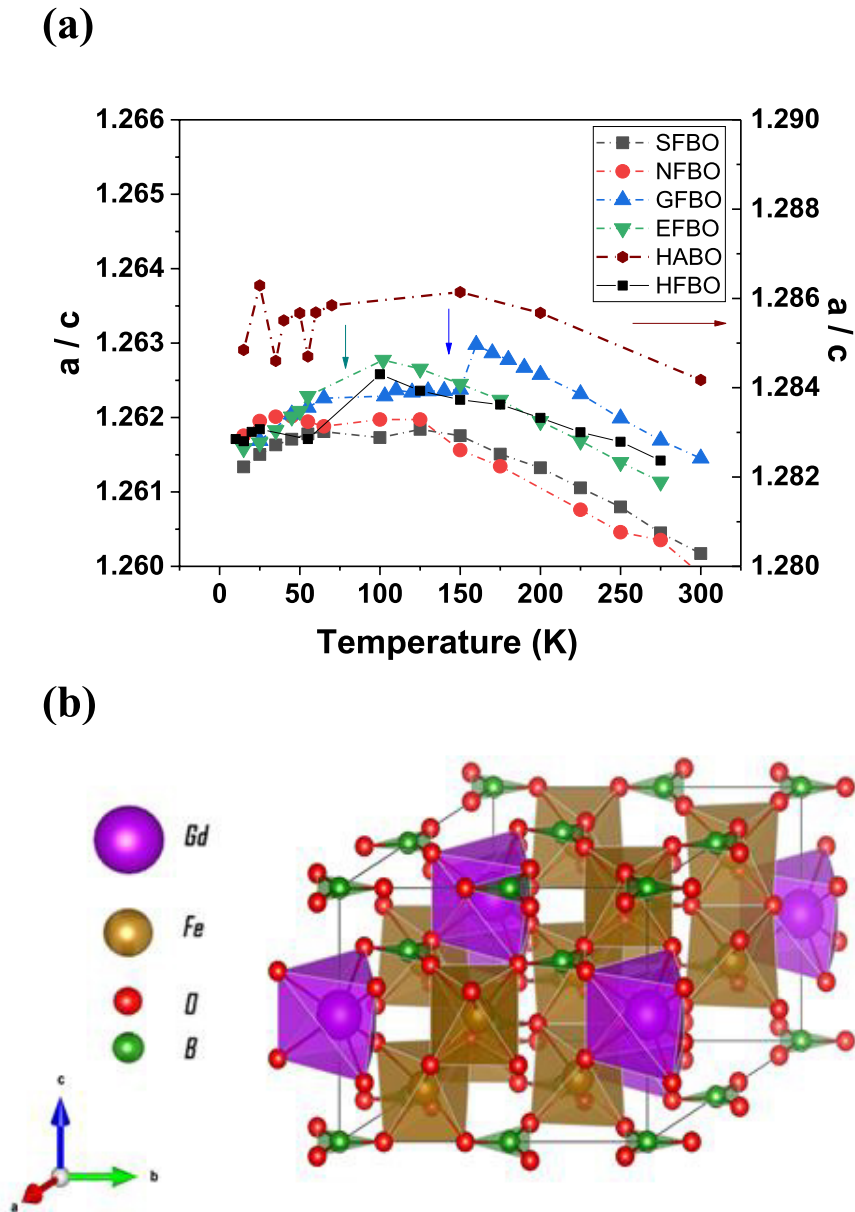 (a)
1.266
1.265
1.264
1.263
1.262
1.261
1.260
a / c
1.290
1.288
1.286
1.284
1.282
1.280
a / c
SFBO
NFBO
GFBO
EFBO
HABO
HFBO
0
50
100
150
200
250
300
Temperature (K)
(b)
Gd
Fe
O
B
c
b
a